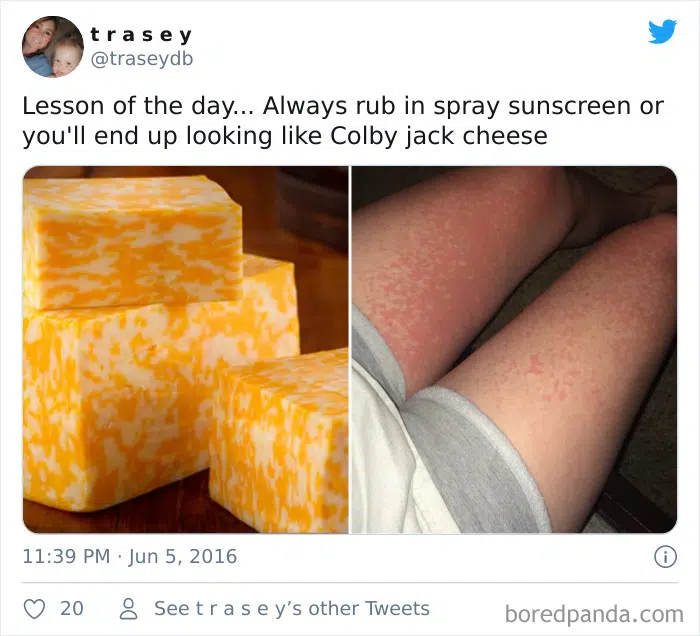 t r a s e y
@traseydb
Lesson of the day... Always rub in spray sunscreen or
you'll end up looking like Colby jack cheese
11:39 PM · Jun 5, 2016
20
See t r a s e y’s other Tweets
boredpanda.com